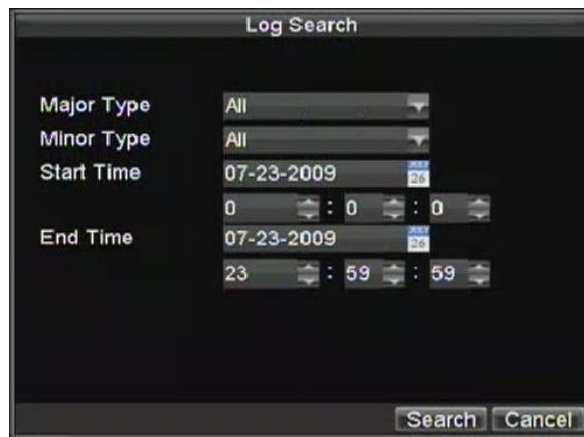 Log Search
Major Type All
Minor Type All
Start Time 07-23-2009
0 : 0 : 0
End Time 07-23-2009
23 : 59 : 59
Search Cancel